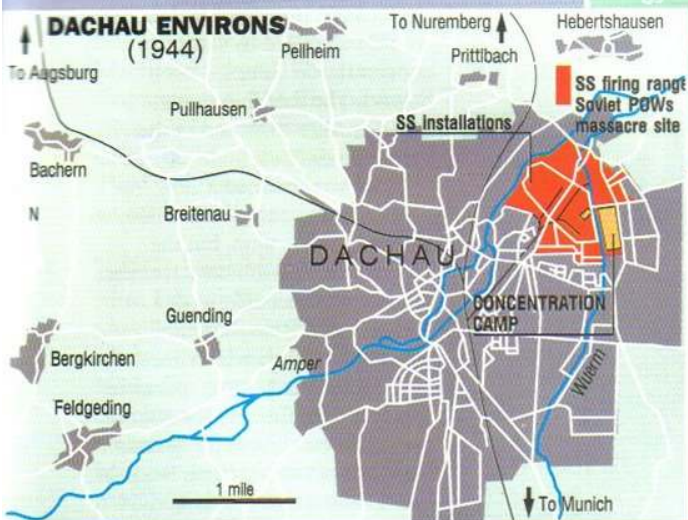 DACHAU ENVIRONS
(1944)
To Nuremberg
Hebertshausen
Pellheim
Prittlbach
To Augsburg
SS firing range
Soviet POWs
massacre site
Pullhausen
SS Installations
Bachern
N
Breitenau
DACHAU
CONCENTRATION
CAMP
Guending
Bergkirchen
Amper
Wuerm
Feldgeding
1 mile
To Munich